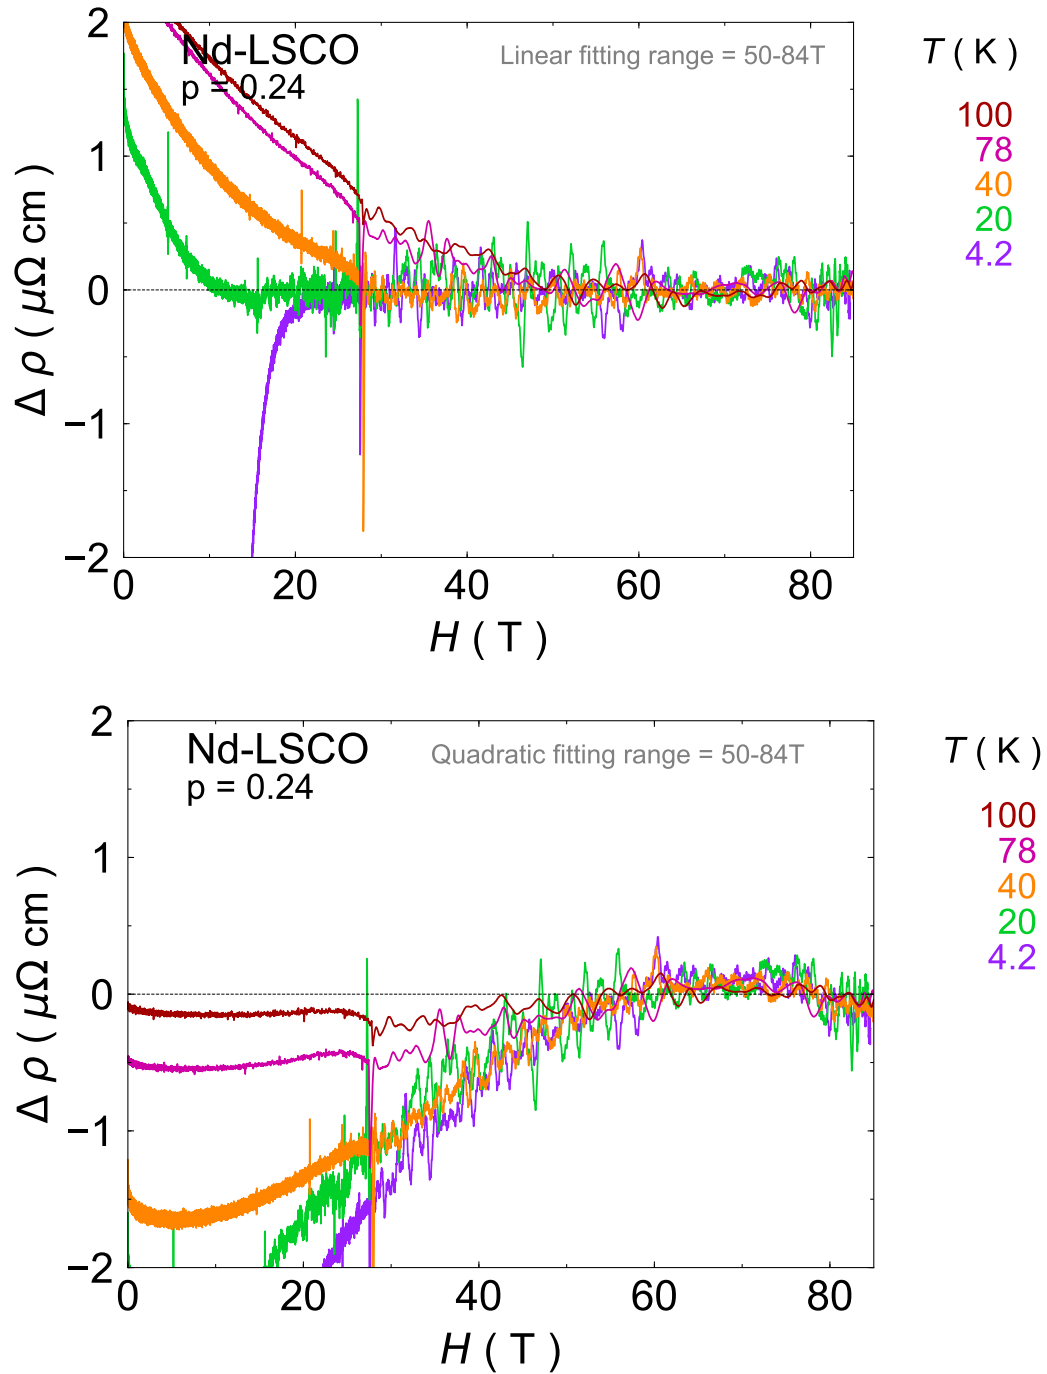 2
1
0
−1
−2
Δ ρ ( μΩ cm )
Nd-LSCO
p = 0.24
Linear fitting range = 50-84T
T ( K )
100
78
40
20
4.2
0 20 40 60 80
H ( T )
2
1
0
−1
−2
Δ ρ ( μΩ cm )
Nd-LSCO
p = 0.24
Quadratic fitting range = 50-84T
T ( K )
100
78
40
20
4.2
0 20 40 60 80
H ( T )